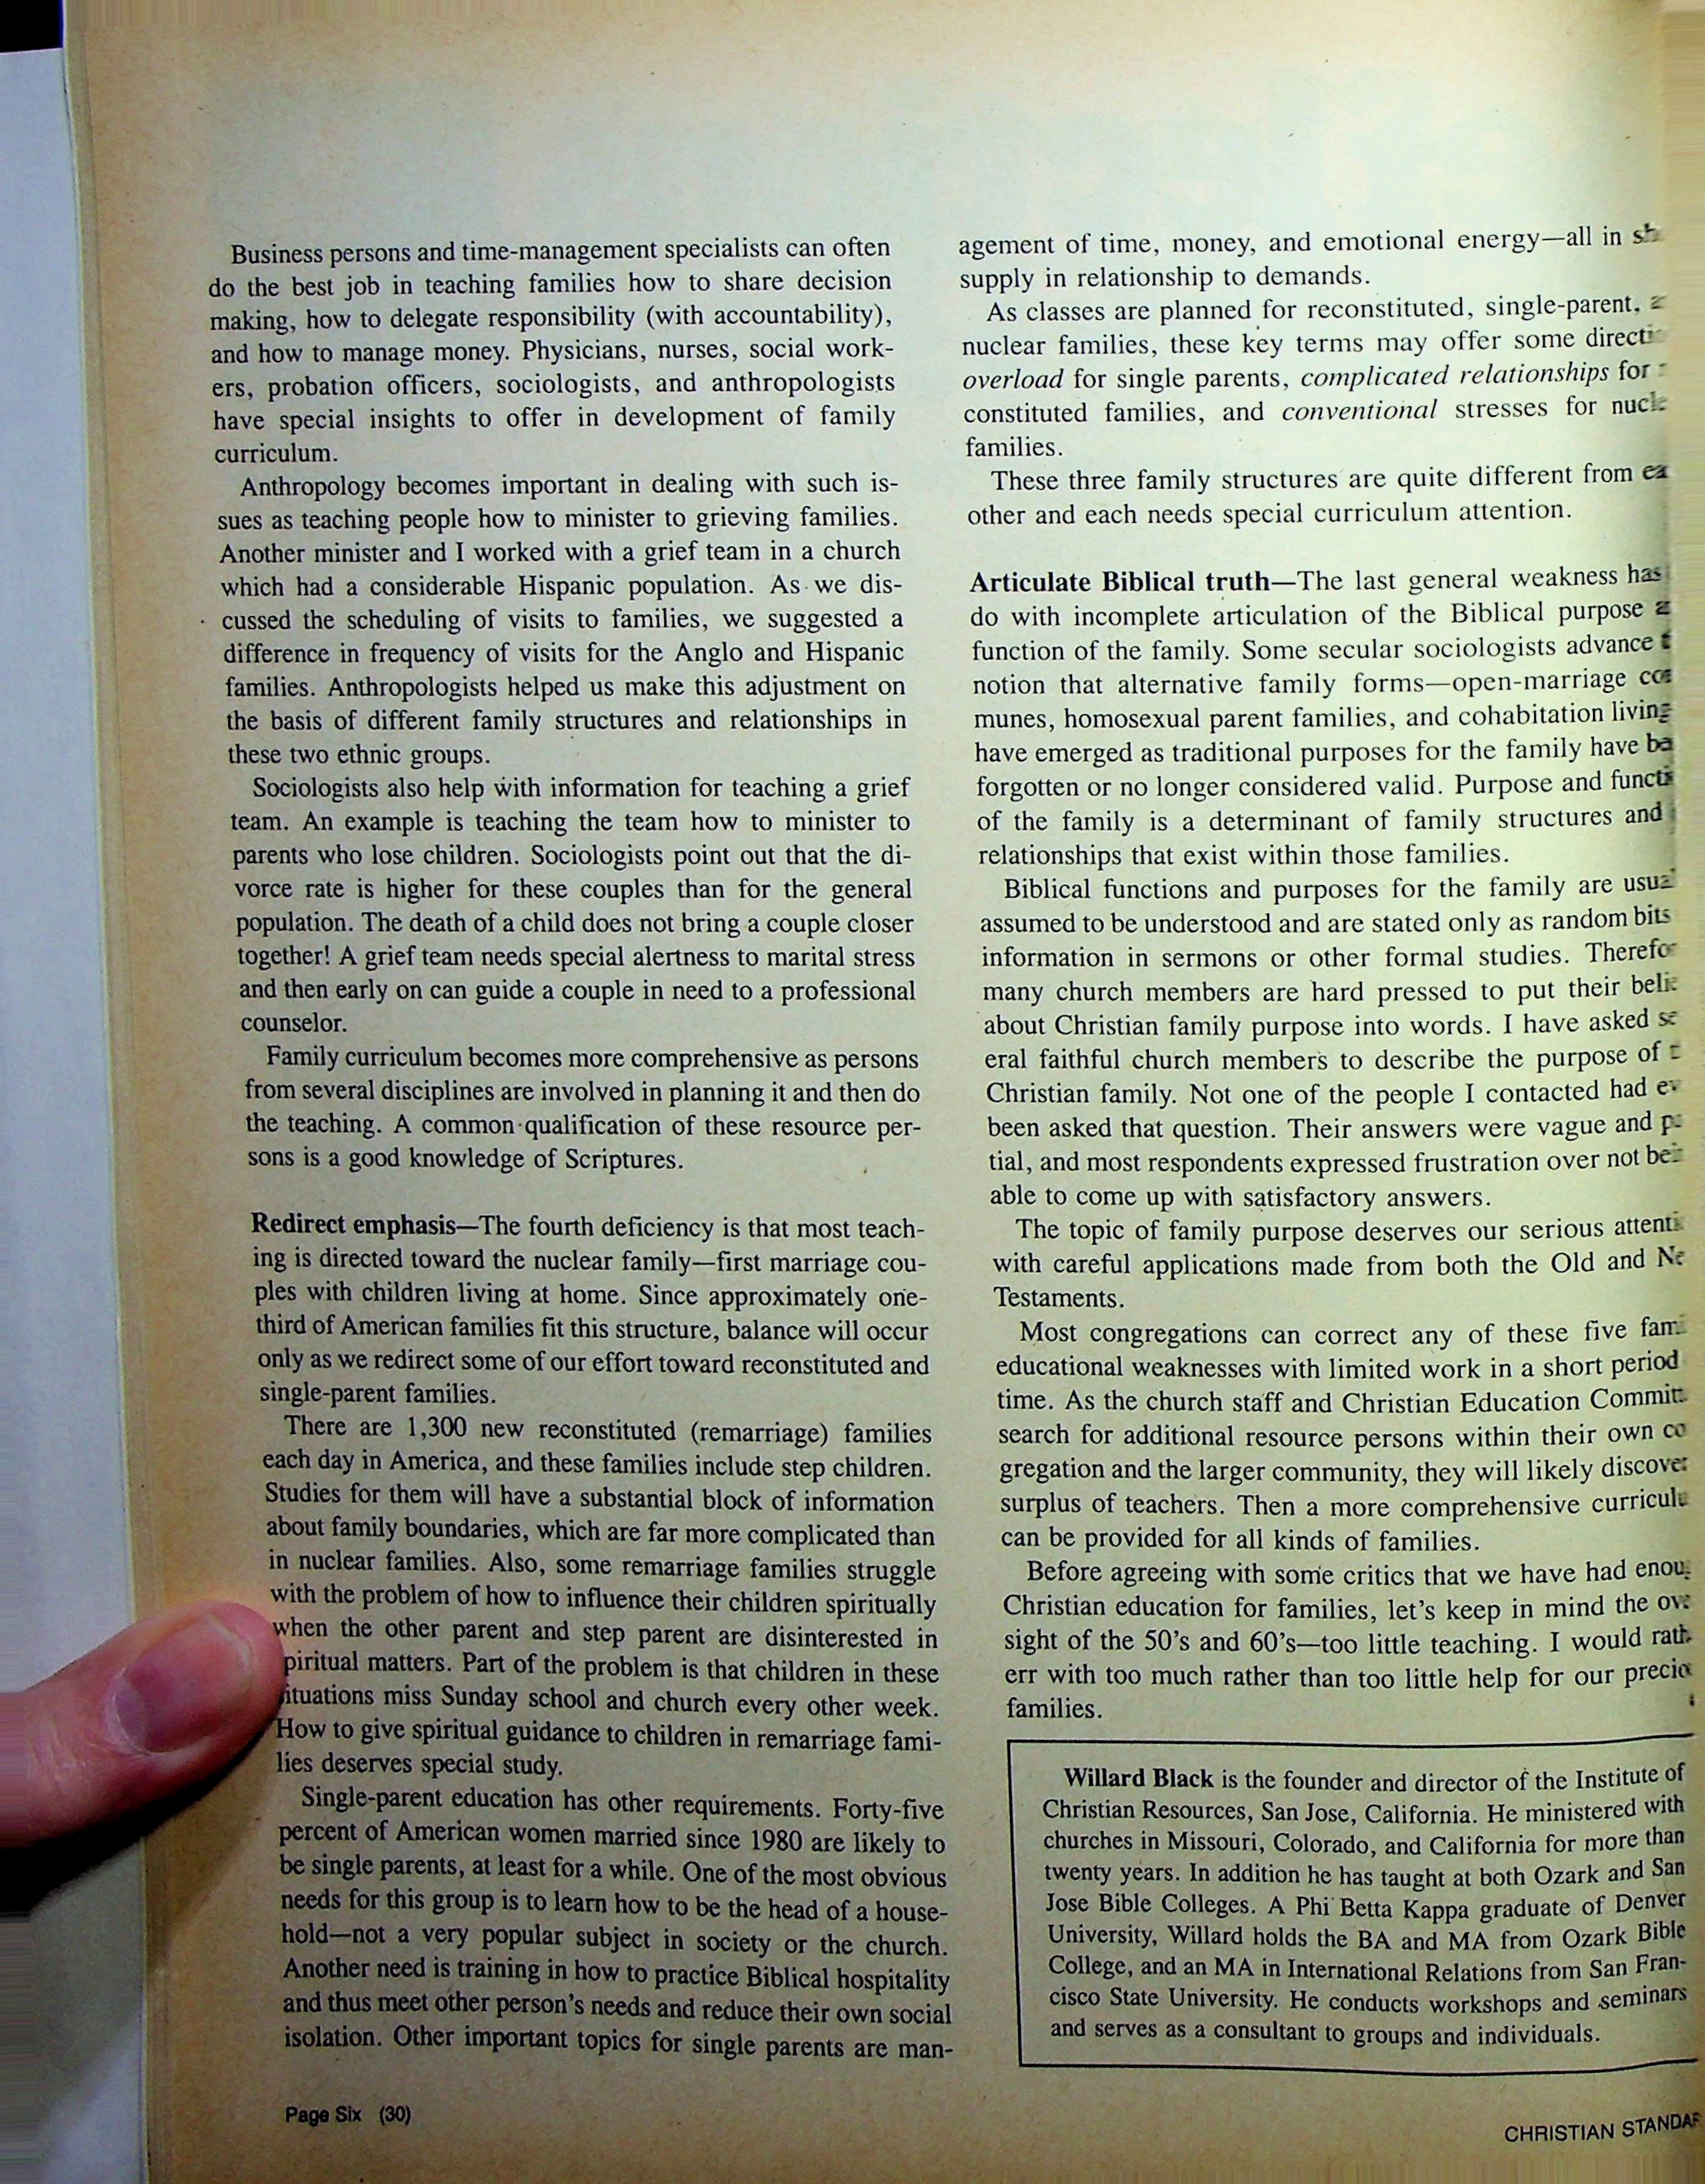 Business persons and time-management specialists can often
do the best job in teaching families how to share decision
making, how to delegate responsibility (with accountability),
and how to manage money. Physicians, nurses, social work-
ers, probation officers, sociologists, and anthropologists
have special insights to offer in development of family
curriculum.
Anthropology becomes important in dealing with such is-
sues as teaching people how to minister to grieving families.
Another minister and I worked with a grief team in a church
which had a considerable Hispanic population. As we dis-
cussed the scheduling of visits to families, we suggested a
difference in frequency of visits for the Anglo and Hispanic
families. Anthropologists helped us make this adjustment on
the basis of different family structures and relationships in
these two ethnic groups.
Sociologists also help with information for teaching a grief
team. An example is teaching the team how to minister to
parents who lose children. Sociologists point out that the di-
vorce rate is higher for these couples than for the general
population. The death of a child does not bring a couple closer
together! A grief team needs special alertness to marital stress
and then early on can guide a couple in need to a professional
counselor.
Family curriculum becomes more comprehensive as persons
from several disciplines are involved in planning it and then do
the teaching. A common qualification of these resource per-
sons is a good knowledge of Scriptures.
Redirect emphasis—The fourth deficiency is that most teach-
ing is directed toward the nuclear family—first marriage cou-
ples with children living at home. Since approximately one-
third of American families fit this structure, balance will occur
only as we redirect some of our effort toward reconstituted and
single-parent families.
There are 1,300 new reconstituted (remarriage) families
each day in America, and these families include step children.
Studies for them will have a substantial block of information
about family boundaries, which are far more complicated than
in nuclear families. Also, some remarriage families struggle
with the problem of how to influence their children spiritually
when the other parent and step parent are disinterested in
piritual matters. Part of the problem is that children in these
ituations miss Sunday school and church every other week.
How to give spiritual guidance to children in remarriage fami-
lies deserves special study.
Single-parent education has other requirements. Forty-five
percent of American women married since 1980 are likely to
be single parents, at least for a while. One of the most obvious
needs for this group is to learn how to be the head of a house-
hold—not a very popular subject in society or the church.
Another need is training in how to practice Biblical hospitality
and thus meet other person's needs and reduce their own social
isolation. Other important topics for single parents are man-
agement of time, money, and emotional energy—all in
supply in relationship to demands.
As classes are planned for reconstituted, single-parent,
nuclear families, these key terms may offer some
overload for single parents, complicated relationships for
constituted families, and conventional stresses for
families.
These three family structures are quite different from
other and each needs special curriculum attention.
Articulate Biblical truth—The last general weakness has
do with incomplete articulation of the Biblical purpose
function of the family. Some secular sociologists advance
notion that alternative family forms—open-marriage
munes, homosexual parent families, and cohabitation living
have emerged as traditional purposes for the family have
forgotten or no longer considered valid. Purpose and
of the family is a determinant of family structures and
relationships that exist within those families.
Biblical functions and purposes for the family are
assumed to be understood and are stated only as random bits
information in sermons or other formal studies.
many church members are hard pressed to put their
about Christian family purpose into words. I have asked
eral faithful church members to describe the purpose of
Christian family. Not one of the people I contacted had
been asked that question. Their answers were vague and
tial, and most respondents expressed frustration over not
able to come up with satisfactory answers.
The topic of family purpose deserves our serious
with careful applications made from both the Old and
Testaments.
Most congregations can correct any of these five
educational weaknesses with limited work in a short period
time. As the church staff and Christian Education
search for additional resource persons within their own
gregation and the larger community, they will likely discover
surplus of teachers. Then a more comprehensive
can be provided for all kinds of families.
Before agreeing with some critics that we have had
Christian education for families, let's keep in mind the
sight of the 50's and 60's—too little teaching. I would
err with too much rather than too little help for our
families.
Willard Black is the founder and director of the Institute of
Christian Resources, San Jose, California. He ministered with
churches in Missouri, Colorado, and California for more than
twenty years. In addition he has taught at both Ozark and San
Jose Bible Colleges. A Phi Betta Kappa graduate of Denver
University, Willard holds the BA and MA from Ozark Bible
College, and an MA in International Relations from San Fran-
cisco State University. He conducts workshops and seminars
and serves as a consultant to groups and individuals.
Page Six (30)
CHRISTIAN